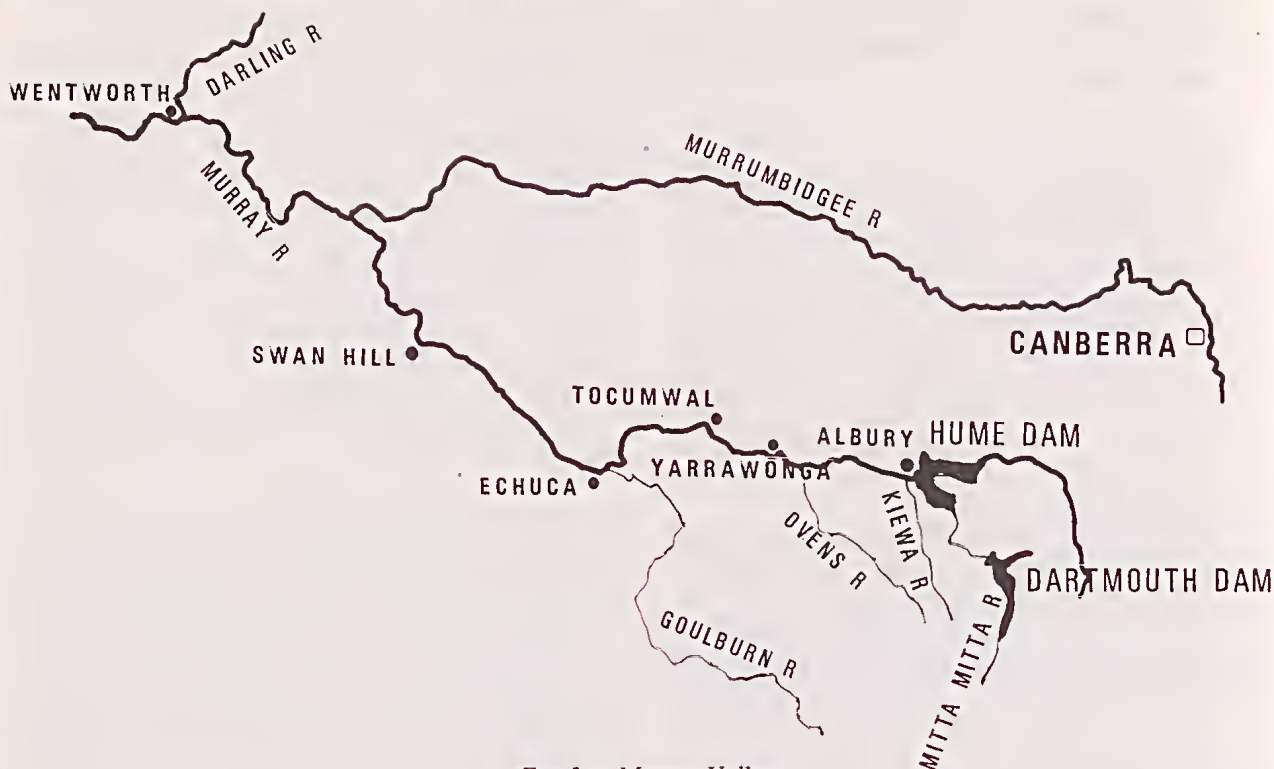 DARLING R
WENTWORTH
MURRAY R
MURRUMBIDGEE R
CANBERRA
SWAN HILL
TOCUMWAL
ALBURY
HUME DAM
YARRAWONGA
ECHUCA
KIEWA R
OVENS R
DARTMOUTH DAM
GOULBURN R
MITTA MITTA R